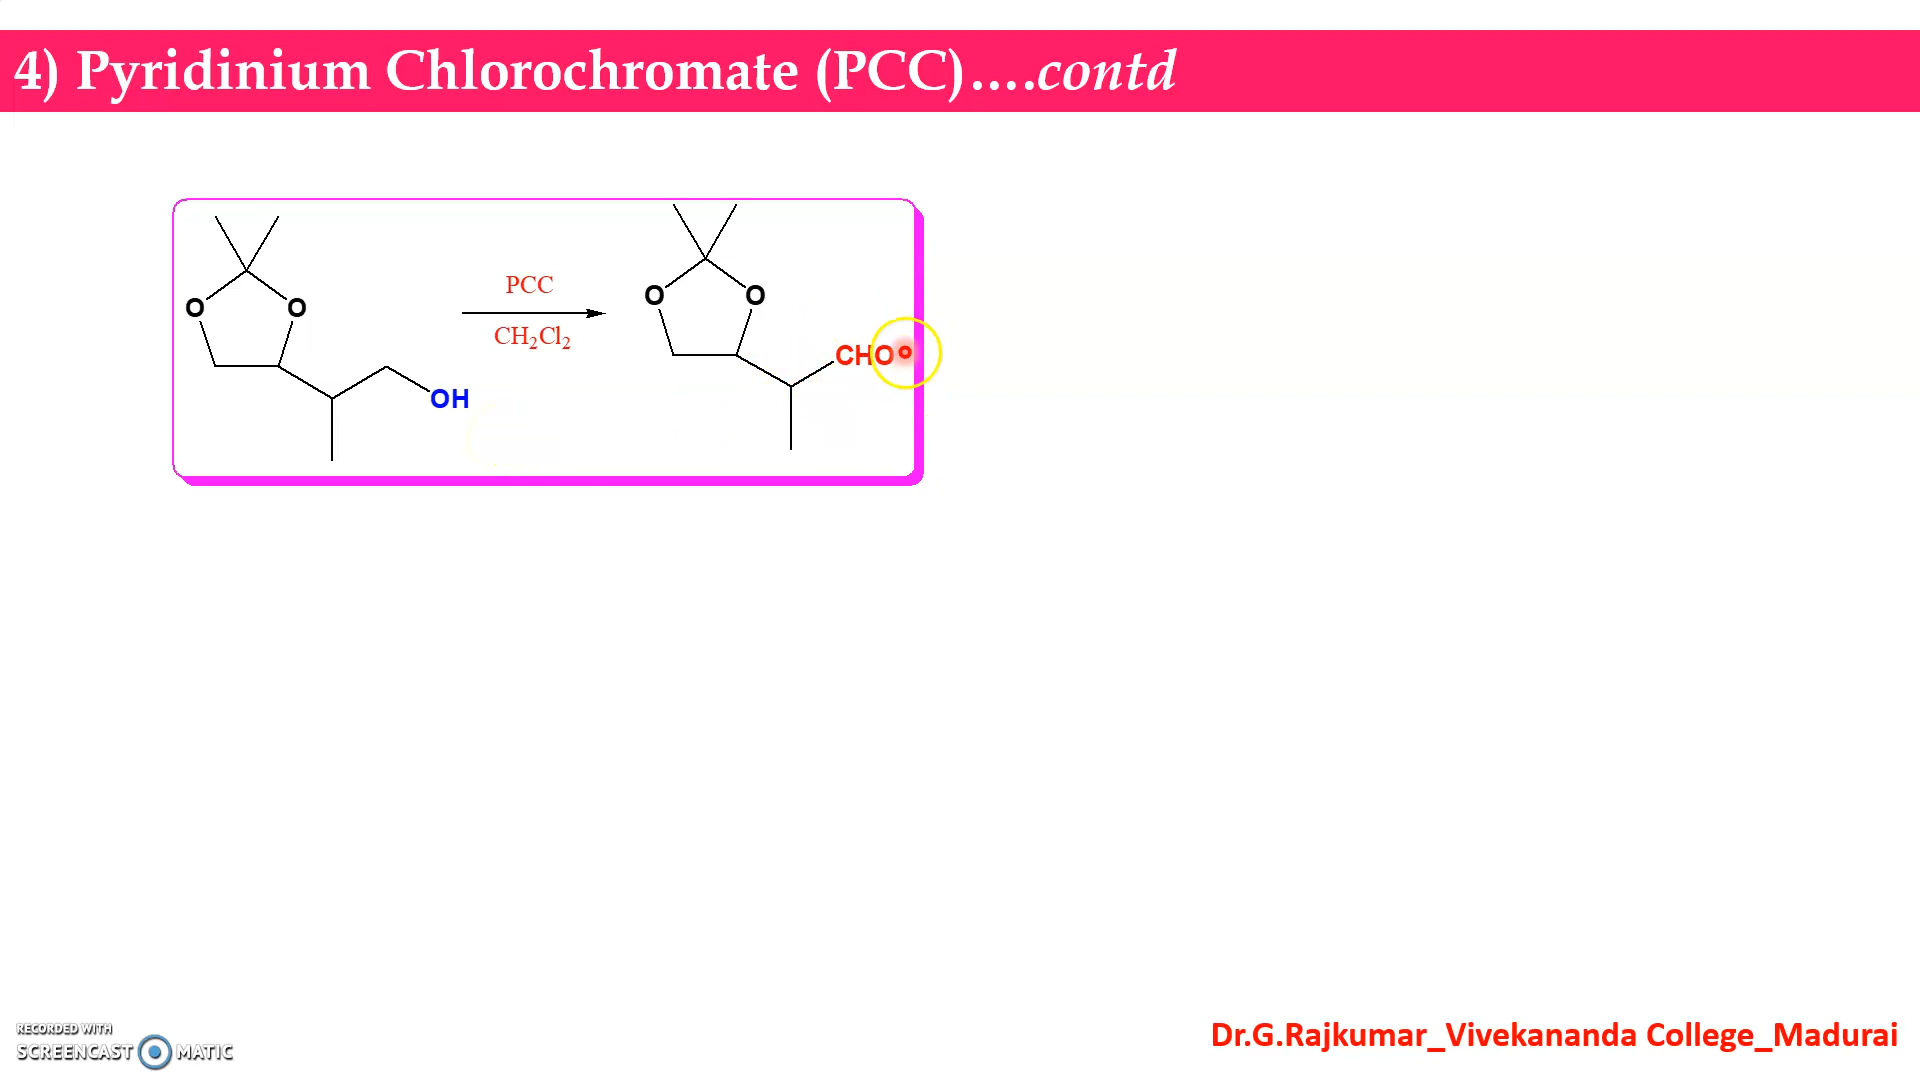 4) Pyridinium Chlorochromate (PCC)....contd
O
O
OH
PCC
CH₂Cl₂
O
O
CHO
RECORDED WITH
SCREENCAST MATIC
Dr.G.Rajkumar_Vivekananda College_Madurai